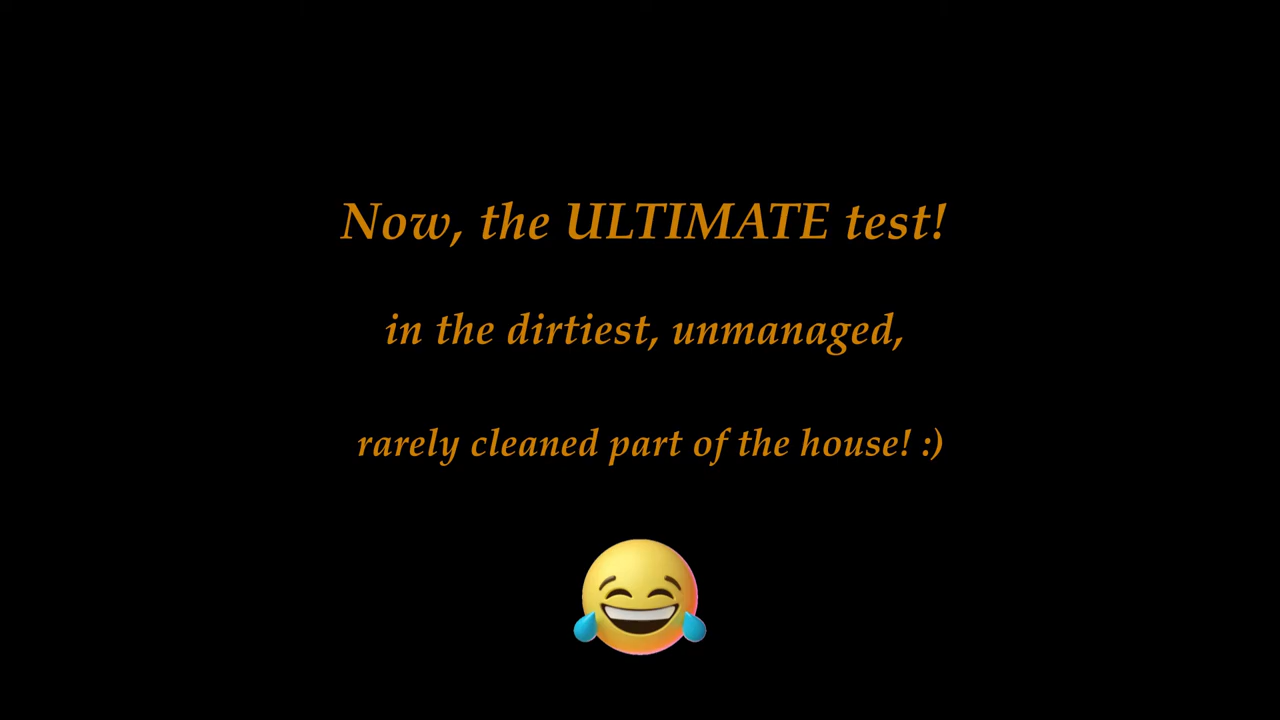 Now, the ULTIMATE test!
in the dirtiest, unmanaged,
rarely cleaned part of the house! :)